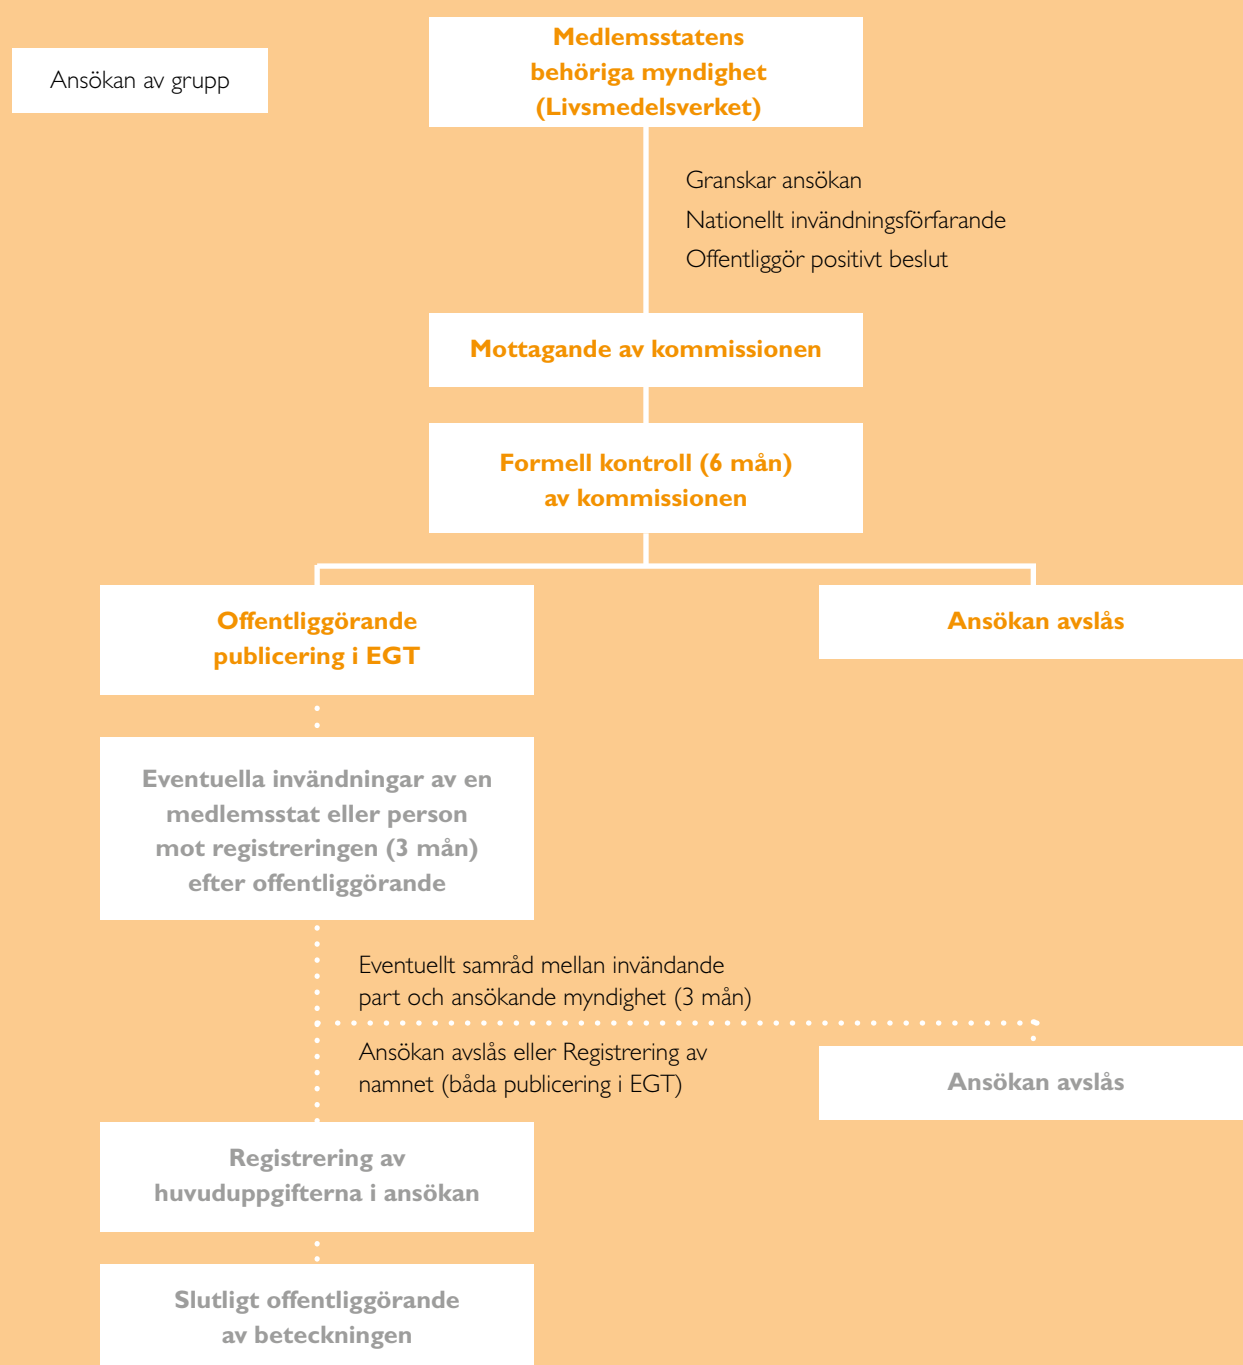 Ansökan av grupp
Medlemsstatens
behöriga myndighet
(Livsmedelsverket)
Granskar ansökan
Nationellt invändningsförfarande
Offentliggör positivt beslut
Mottagande av kommissionen
Formell kontroll (6 mån)
av kommissionen
Offentliggörande
publicering i EGT
Ansökan avslås
Eventuella invändningar av en
medlemsstat eller person
mot registreringen (3 mån)
efter offentliggörande
Eventuellt samråd mellan invändande
part och ansökande myndighet (3 mån)
Ansökan avslås eller Registrering av
namnet (båda publicering i EGT)
Ansökan avslås
Registrering av
huvuduppgifterna i ansökan
Slutligt offentliggörande
av beteckningen